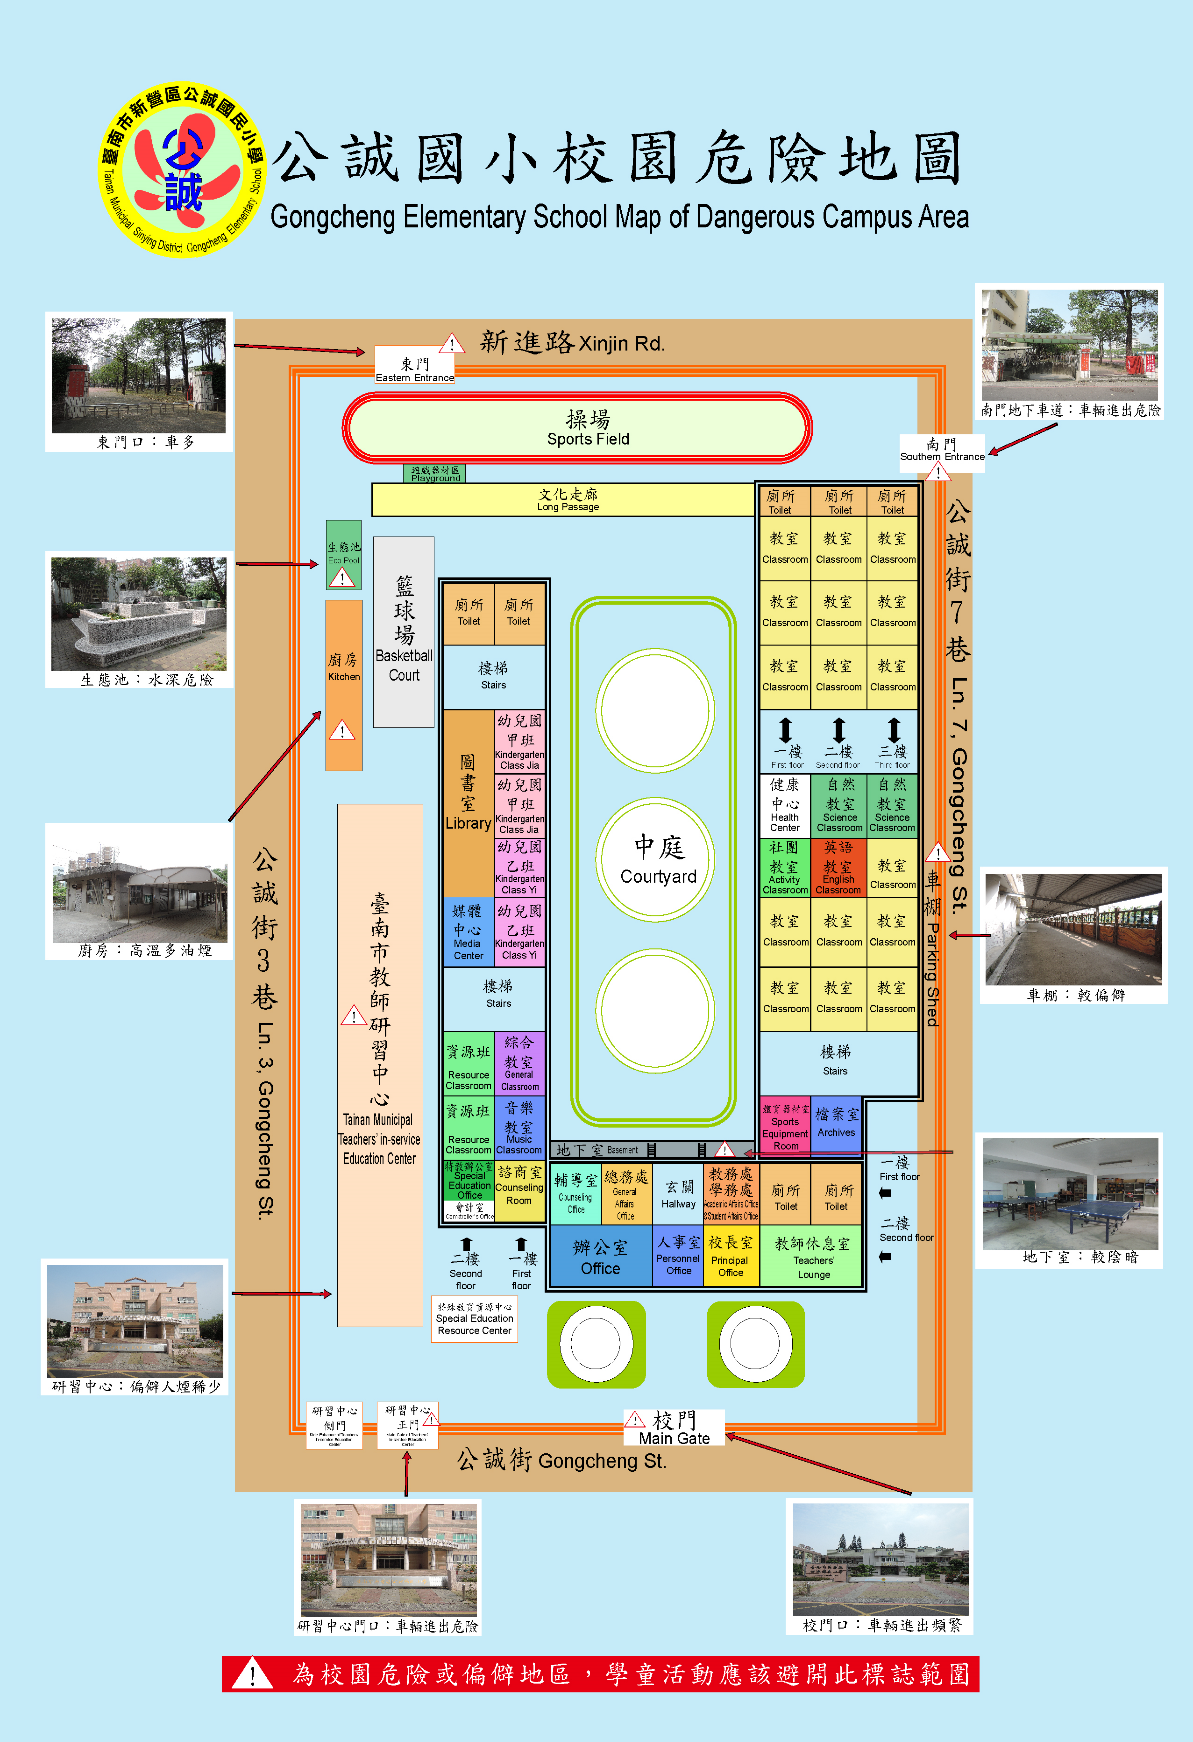 臺南市新營區公誠國民小學
Tainan Municipal Sinying District Gongcheng Elementary School
公誠
公誠國小校園危險地圖
Gongcheng Elementary School Map of Dangerous Campus Area
新進路 Xinjin Rd.
東門
Eastern Entrance
東門口：車多
南門地下車道：車輛進出危險
南門
Southern Entrance
操場
Sports Field
遊戲器材區
Playground
文化走廊
Long Passage
生態池
Eco Pool
生態池：水深危險
籃球場
Basketball
Court
廚房
Kitchen
廚房：高溫多油煙
公誠街3巷 Ln. 3, Gongcheng St.
公誠街7巷 Ln. 7, Gongcheng St.
臺南市教師研習中心
Tainan Municipal
Teachers' in-service
Education Center
研習中心：偏僻人煙稀少
廁所 廁所
Toilet Toilet
樓梯
Stairs
圖書室
Library
幼兒園
甲班
Kindergarten
Class Jia
幼兒園
甲班
Kindergarten
Class Jia
幼兒園
乙班
Kindergarten
Class Yi
媒體
中心
Media
Center
幼兒園
乙班
Kindergarten
Class Yi
樓梯
Stairs
資源班
Resource
Classroom
綜合
教室
General
Classroom
資源班
Resource
Classroom
音樂
教室
Music
Classroom
特教辦公室
Special
Education
Office
會計室
Comptroller's Office
諮商室
Counseling
Room
二樓
Second
floor
一樓
First
floor
特殊教育資源中心
Special Education
Resource Center
中庭
Courtyard
廁所 廁所 廁所
Toilet Toilet Toilet
教室 教室 教室
Classroom Classroom Classroom
教室 教室 教室
Classroom Classroom Classroom
教室 教室 教室
Classroom Classroom Classroom
一樓 二樓 三樓
First floor Second floor Third floor
健康
中心
Health
Center
自然
教室
Science
Classroom
自然
教室
Science
Classroom
社團
教室
Activity
Classroom
英語
教室
English
Classroom
教室
Classroom
教室 教室 教室
Classroom Classroom Classroom
教室 教室 教室
Classroom Classroom Classroom
樓梯
Stairs
體育器材室
Sports
Equipment
Room
檔案室
Archives
車棚 Parking Shed
車棚：較偏僻
地下室 Basement
地下室：較陰暗
輔導室
Counseling
Office
總務處
General
Affairs
Office
玄關
Hallway
教務處
學務處
Academic Affairs Office
&Student Affairs Office
廁所 廁所
Toilet Toilet
辦公室
Office
人事室
Personnel
Office
校長室
Principal
Office
教師休息室
Teachers'
Lounge
一樓
First floor
二樓
Second floor
研習中心
側門
研習中心
正門
校門
Main Gate
公誠街 Gongcheng St.
研習中心門口：車輛進出危險
校門口：車輛進出頻繁
為校園危險或偏僻地區，學童活動應該避開此標誌範圍